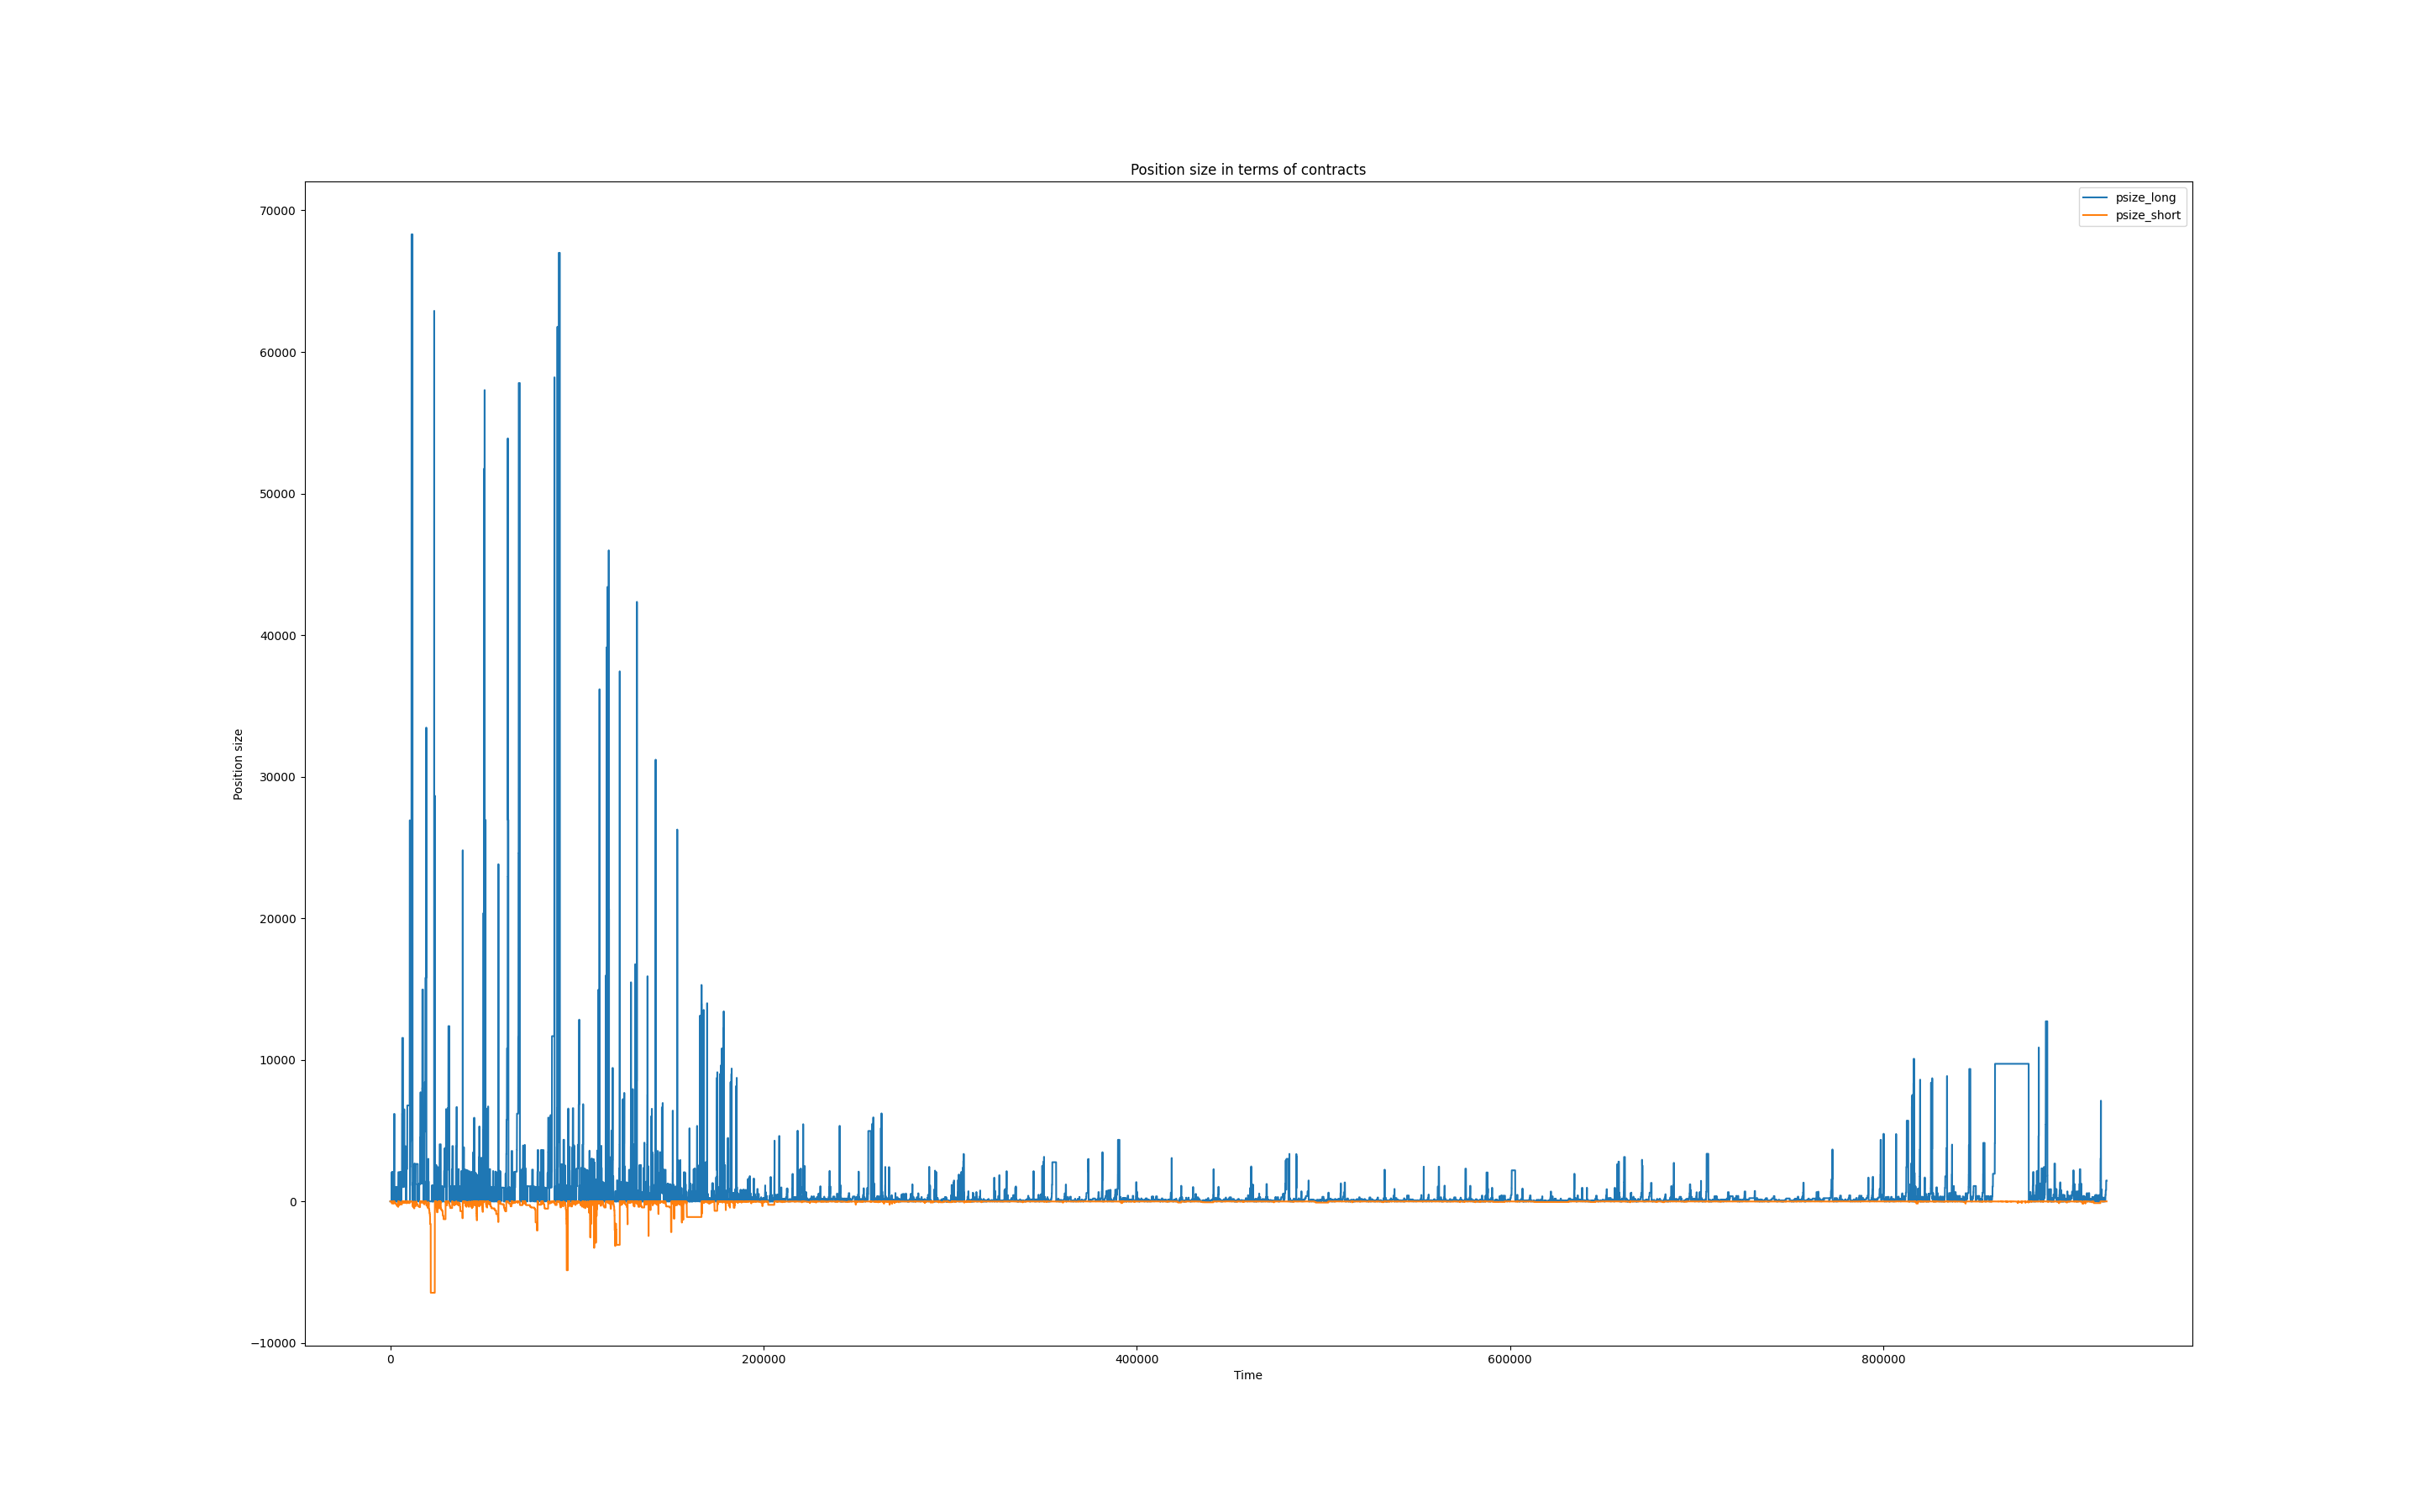 Position size in terms of contracts
psize_long
psize_short
70000
60000
50000
40000
30000
20000
10000
0
−10000
Position size
0
200000
400000
600000
800000
Time